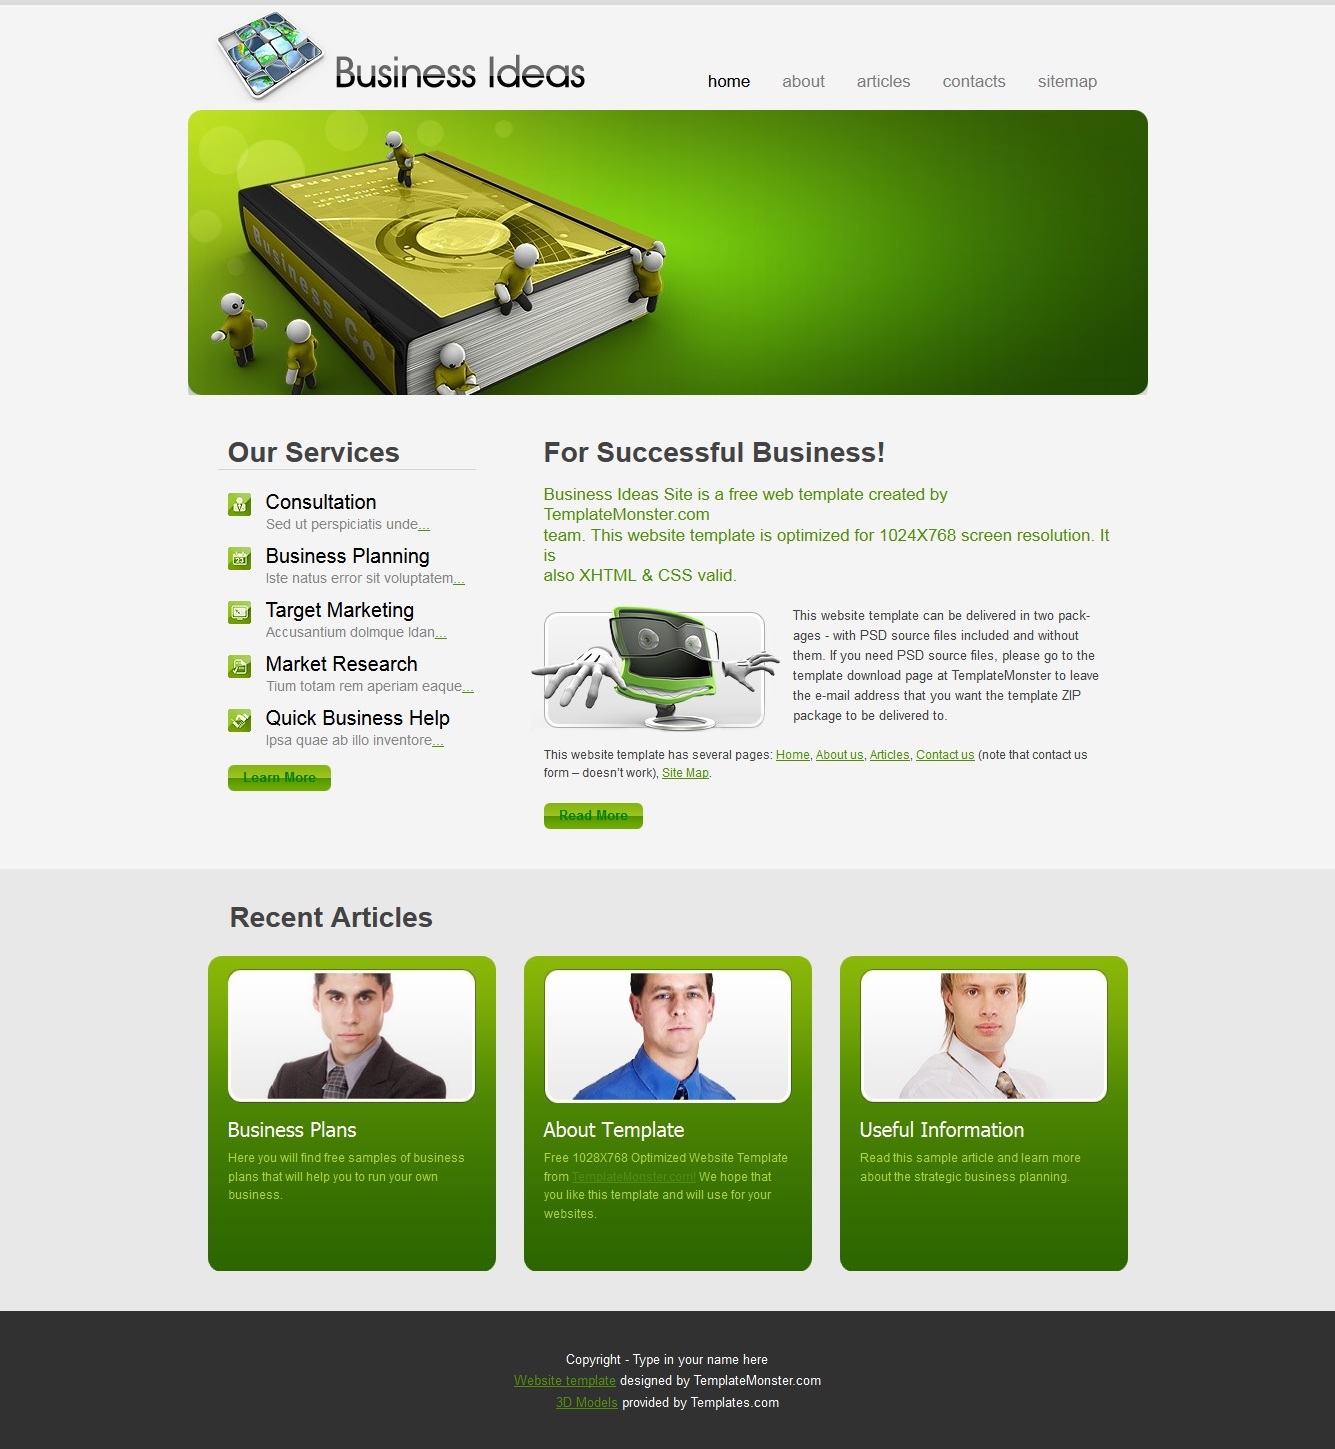 Business Ideas
home about articles contacts sitemap
Business
LEARN OUR
OF HAVING BUSINESS
Business Co
Our Services
Consultation
Sed ut perspiciatis unde...
Business Planning
Iste natus error sit voluptatem...
Target Marketing
Accusantium dolmque ldan...
Market Research
Tium totam rem aperiam eaque...
Quick Business Help
Ipsa quae ab illo inventore...
Learn More
For Successful Business!
Business Ideas Site is a free web template created by
TemplateMonster.com
team. This website template is optimized for 1024X768 screen resolution. It
is
also XHTML & CSS valid.
This website template can be delivered in two pack-
ages - with PSD source files included and without
them. If you need PSD source files, please go to the
template download page at TemplateMonster to leave
the e-mail address that you want the template ZIP
package to be delivered to.
This website template has several pages: Home, About us, Articles, Contact us (note that contact us
form – doesn't work), Site Map.
Read More
Recent Articles
Business Plans
Here you will find free samples of business
plans that will help you to run your own
business.
About Template
Free 1028X768 Optimized Website Template
from TemplateMonster.com! We hope that
you like this template and will use for your
websites.
Useful Information
Read this sample article and learn more
about the strategic business planning.
Copyright - Type in your name here
Website template designed by TemplateMonster.com
3D Models provided by Templates.com